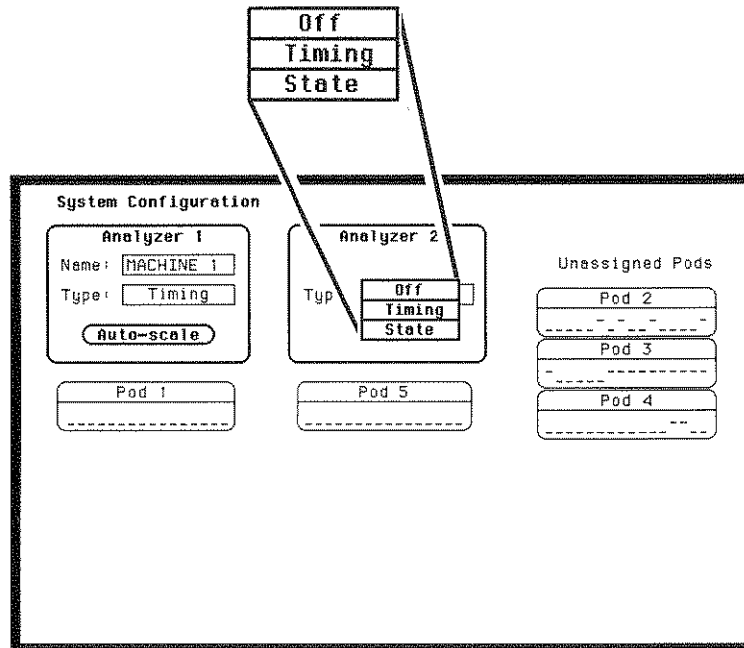 Off
Timing
State
System Configuration
Analyzer 1
Name: MACHINE 1
Type: Timing
Auto-scale
Analyzer 2
Typ
Off
Timing
State
Unassigned Pods
Pod 2
Pod 3
Pod 4
Pod 1
Pod 5